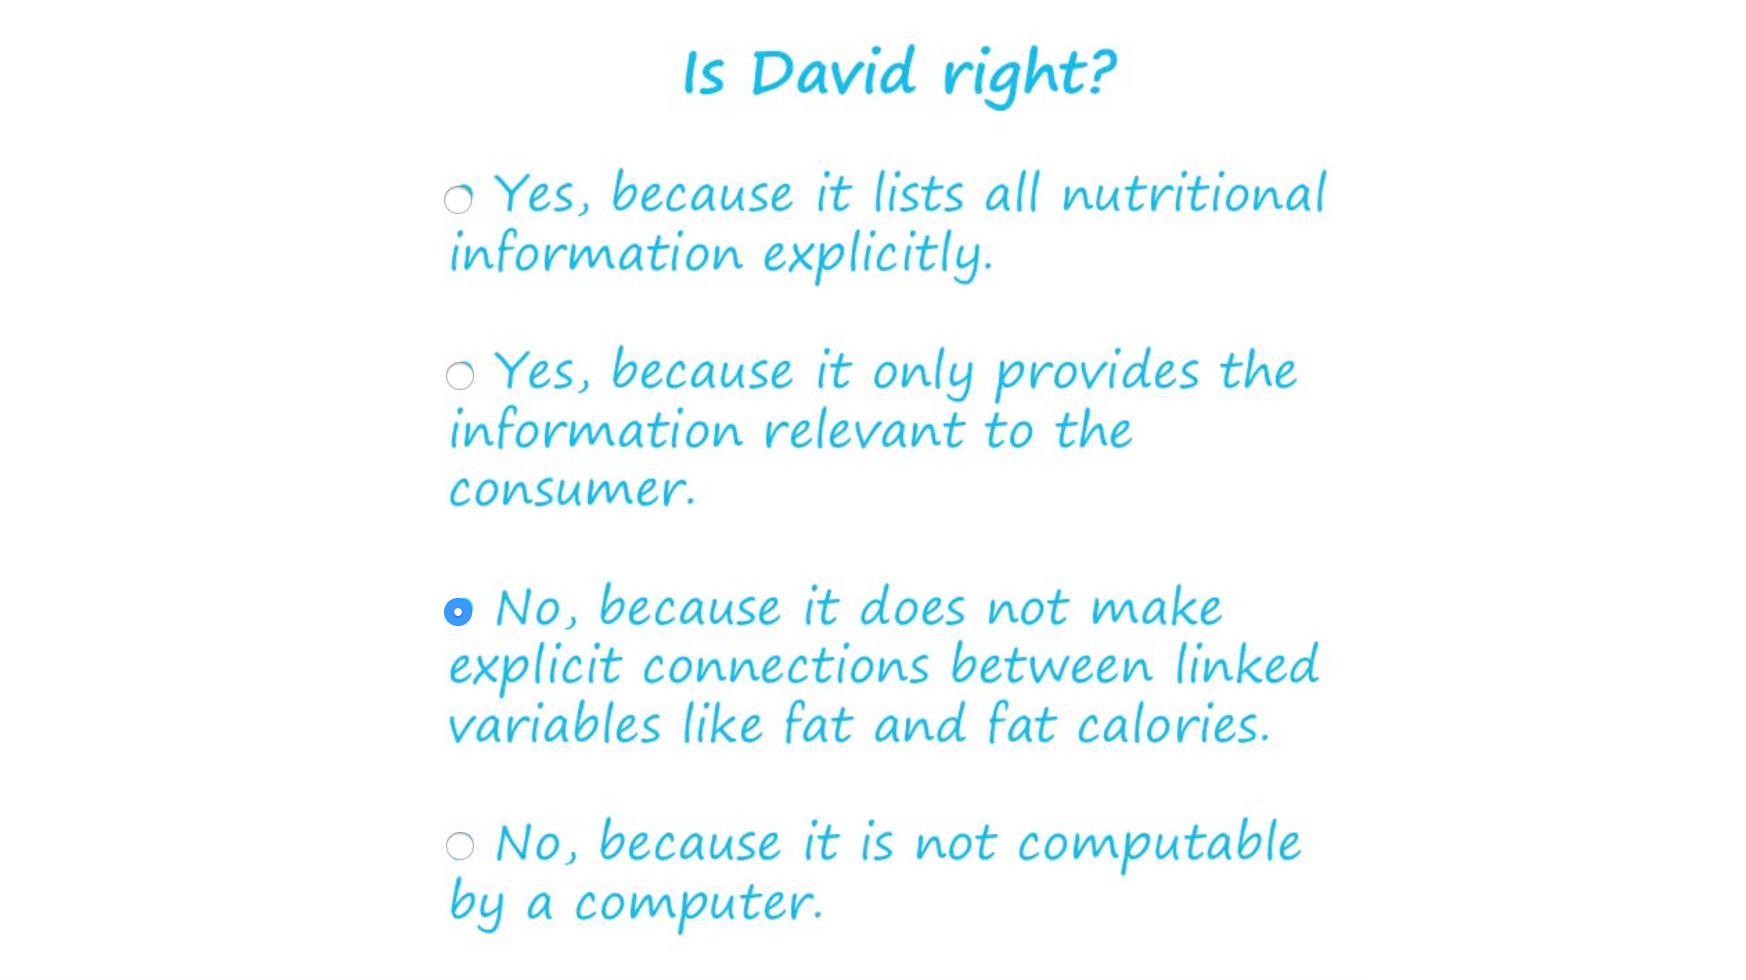 Is David right?
Yes, because it lists all nutritional
information explicitly.
Yes, because it only provides the
information relevant to the
consumer.
No, because it does not make
explicit connections between linked
variables like fat and fat calories.
No, because it is not computable
by a computer.